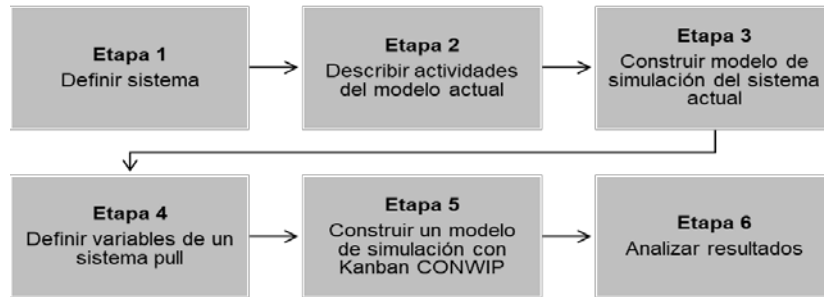 Etapa 1
Definir sistema
Etapa 2
Describir actividades
del modelo actual
Etapa 3
Construir modelo de
simulación del sistema
actual
Etapa 4
Definir variables de un
sistema pull
Etapa 5
Construir un modelo
de simulación con
Kanban CONWIP
Etapa 6
Analizar resultados